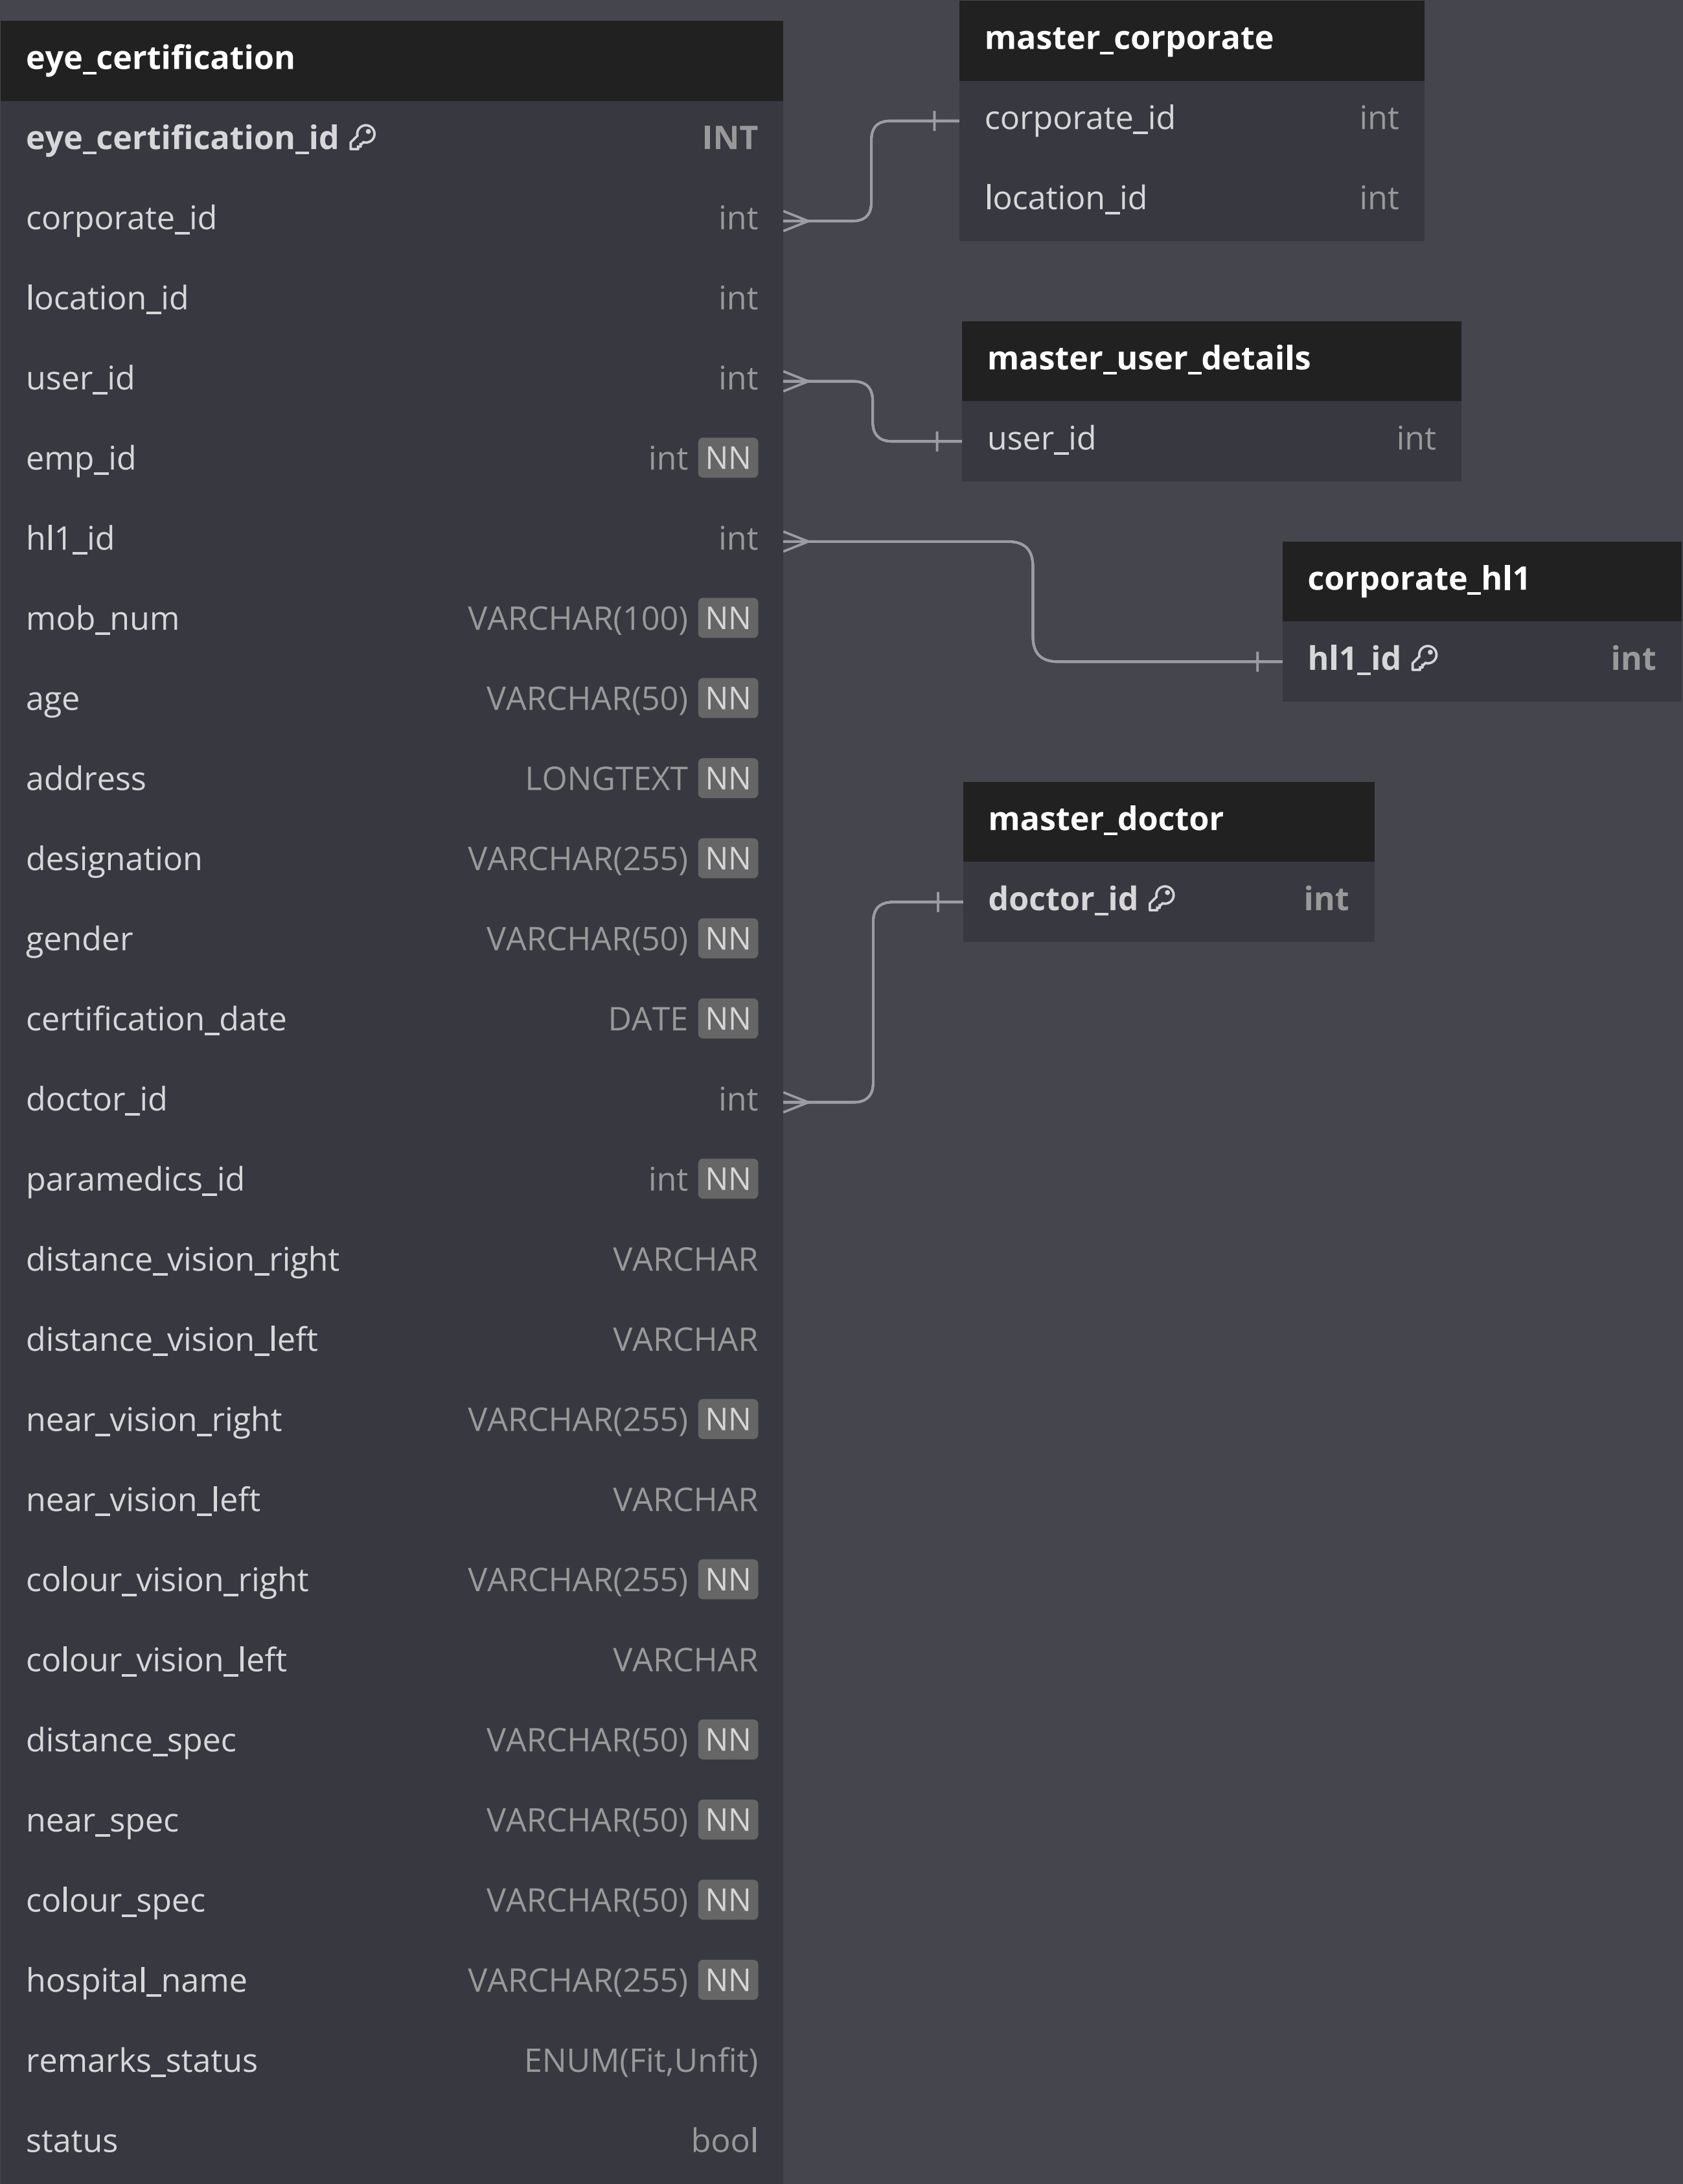 eye_certification
eye_certification_id INT
corporate_id int
location_id int
user_id int
emp_id int NN
hl1_id int
mob_num VARCHAR(100) NN
age VARCHAR(50) NN
address LONGTEXT NN
designation VARCHAR(255) NN
gender VARCHAR(50) NN
certification_date DATE NN
doctor_id int
paramedics_id int NN
distance_vision_right VARCHAR
distance_vision_left VARCHAR
near_vision_right VARCHAR(255) NN
near_vision_left VARCHAR
colour_vision_right VARCHAR(255) NN
colour_vision_left VARCHAR
distance_spec VARCHAR(50) NN
near_spec VARCHAR(50) NN
colour_spec VARCHAR(50) NN
hospital_name VARCHAR(255) NN
remarks_status ENUM(Fit,Unfit)
status bool
master_corporate
corporate_id int
location_id int
master_user_details
user_id int
corporate_hl1
hl1_id int
master_doctor
doctor_id int